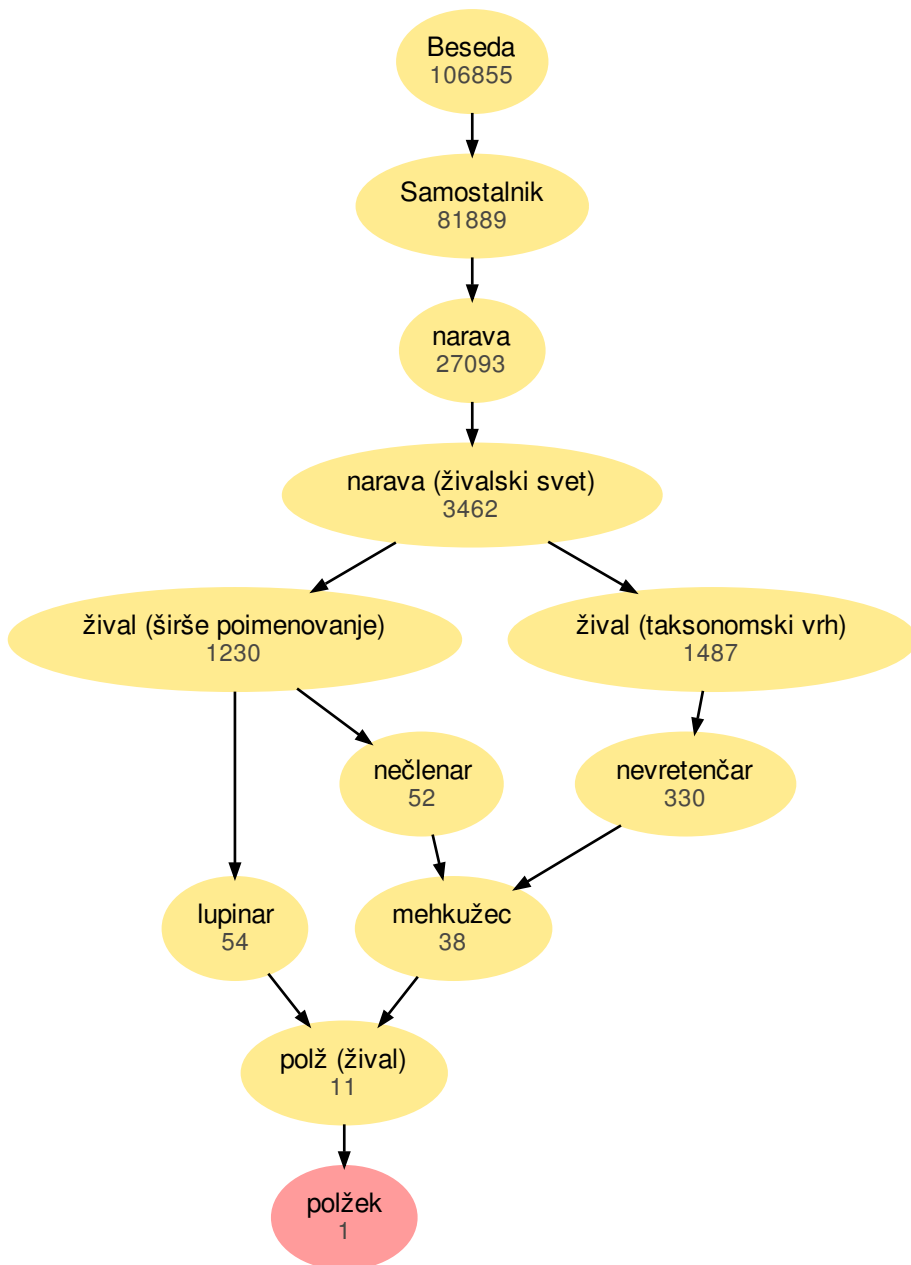 Beseda
106855
Samostalnik
81889
narava
27093
narava (živalski svet)
3462
žival (širše poimenovanje)
1230
žival (taksonomski vrh)
1487
nečlenar
52
nevretenčar
330
lupinar
54
mehkužec
38
polž (žival)
11
polžek
1